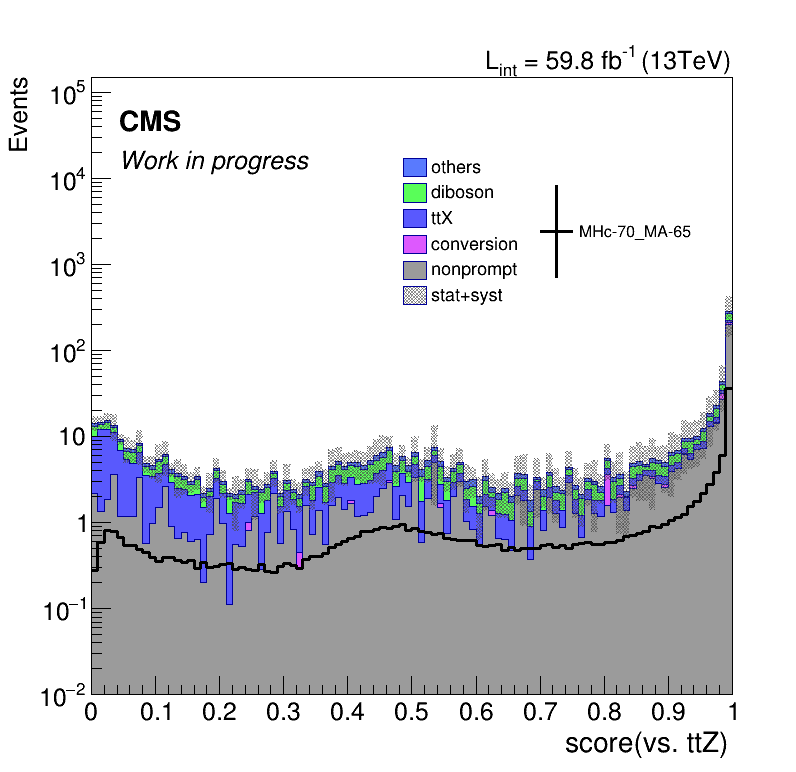 L_int = 59.8 fb^-1 (13TeV)
Events
CMS
Work in progress
others
diboson
ttX
conversion
nonprompt
stat+syst
MHc-70_MA-65
10^5
10^4
10^3
10^2
10
1
10^−1
10^−2
0 0.1 0.2 0.3 0.4 0.5 0.6 0.7 0.8 0.9 1
score(vs. ttZ)